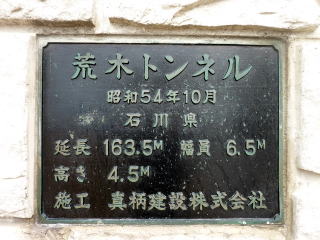 荒木トンネル
昭和54年10月
石川県
延長 163.5M 幅員 6.5M
高さ 4.5M
施工 真柄建設株式会社